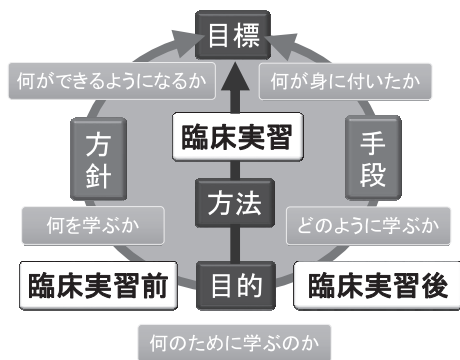 目標
何ができるようになるか
何が身に付いたか
臨床実習
方針
手段
方法
何を学ぶか
どのように学ぶか
臨床実習前
目的
臨床実習後
何のために学ぶのか